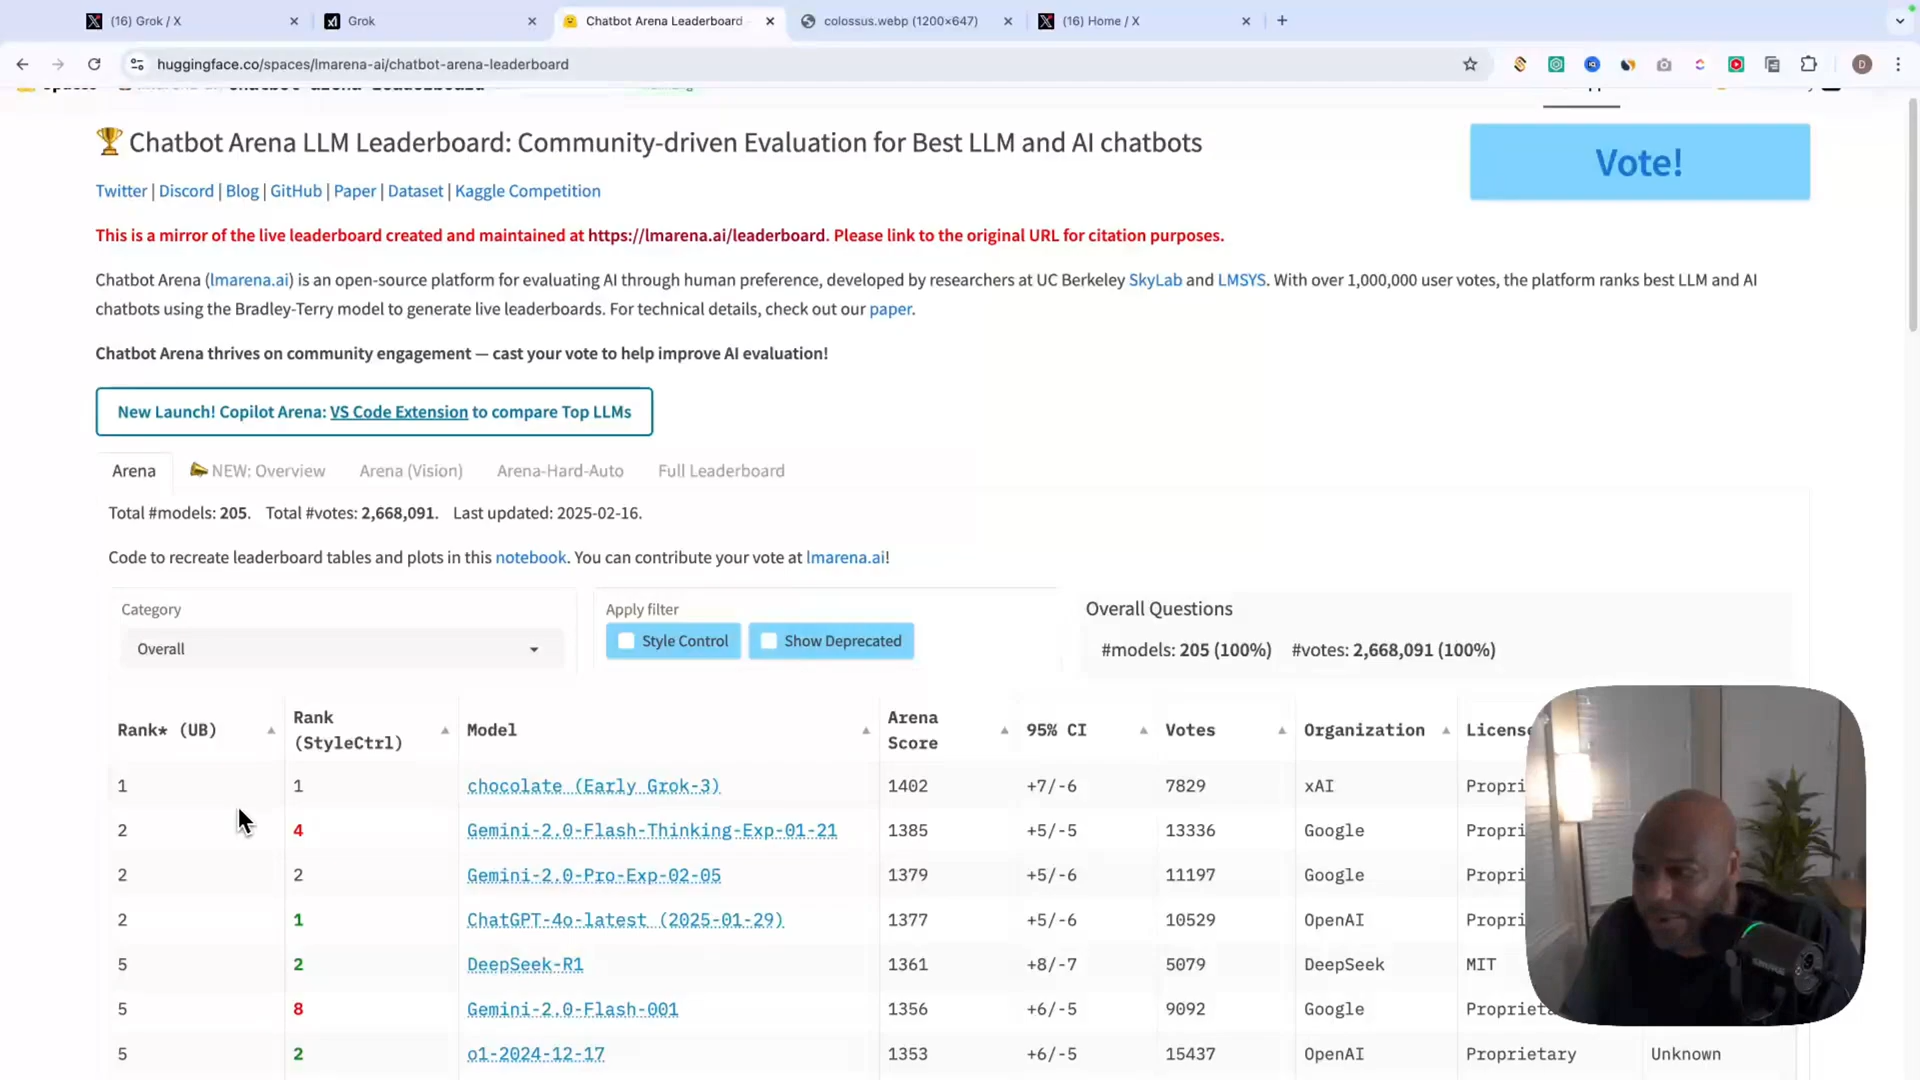 (16) Grok / X
Grok
Chatbot Arena Leaderboard
colossus.webp (1200×647)
(16) Home / X
huggingface.co/spaces/lmarena-ai/chatbot-arena-leaderboard
D
🏆 Chatbot Arena LLM Leaderboard: Community-driven Evaluation for Best LLM and AI chatbots
Vote!
Twitter | Discord | Blog | GitHub | Paper | Dataset | Kaggle Competition
This is a mirror of the live leaderboard created and maintained at https://lmarena.ai/leaderboard. Please link to the original URL for citation purposes.
Chatbot Arena (lmarena.ai) is an open-source platform for evaluating AI through human preference, developed by researchers at UC Berkeley SkyLab and LMSYS. With over 1,000,000 user votes, the platform ranks best LLM and AI
chatbots using the Bradley-Terry model to generate live leaderboards. For technical details, check out our paper.
Chatbot Arena thrives on community engagement — cast your vote to help improve AI evaluation!
New Launch! Copilot Arena: VS Code Extension to compare Top LLMs
Arena NEW: Overview Arena (Vision) Arena-Hard-Auto Full Leaderboard
Total #models: 205. Total #votes: 2,668,091. Last updated: 2025-02-16.
Code to recreate leaderboard tables and plots in this notebook. You can contribute your vote at lmarena.ai!
Category
Overall
Apply filter
Style Control
Show Deprecated
Overall Questions
#models: 205 (100%) #votes: 2,668,091 (100%)
Rank* (UB) Rank (StyleCtrl) Model Arena Score 95% CI Votes Organization License
1 1 chocolate (Early Grok-3) 1402 +7/-6 7829 xAI Propri
2 4 Gemini-2.0-Flash-Thinking-Exp-01-21 1385 +5/-5 13336 Google Propri
2 2 Gemini-2.0-Pro-Exp-02-05 1379 +5/-6 11197 Google Propri
2 1 ChatGPT-4o-latest (2025-01-29) 1377 +5/-6 10529 OpenAI Propri
5 2 DeepSeek-R1 1361 +8/-7 5079 DeepSeek MIT
5 8 Gemini-2.0-Flash-001 1356 +6/-5 9092 Google Propriet
5 2 o1-2024-12-17 1353 +6/-5 15437 OpenAI Proprietary Unknown